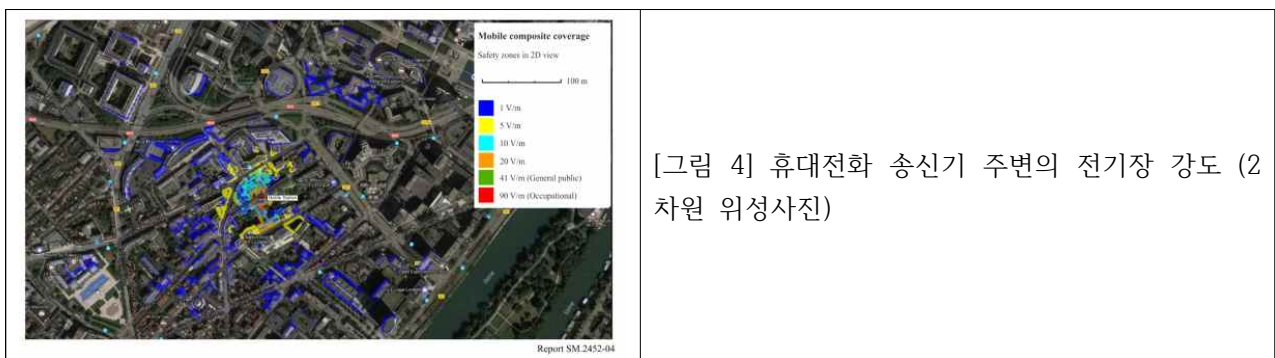 Mobile composite coverage
Safety zones in 2D view
100 m
1 V/m
5 V/m
10 V/m
20 V/m
41 V/m (General public)
90 V/m (Occupational)
Report SM.2452-04
[그림 4] 휴대전화 송신기 주변의 전기장 강도 (2
차원 위성사진)